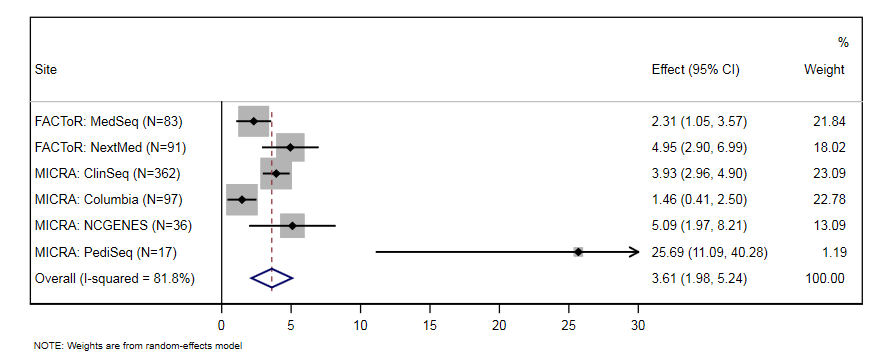 %
Site Effect (95% CI) Weight
FACToR: MedSeq (N=83) 2.31 (1.05, 3.57) 21.84
FACToR: NextMed (N=91) 4.95 (2.90, 6.99) 18.02
MICRA: ClinSeq (N=362) 3.93 (2.96, 4.90) 23.09
MICRA: Columbia (N=97) 1.46 (0.41, 2.50) 22.78
MICRA: NCGENES (N=36) 5.09 (1.97, 8.21) 13.09
MICRA: PediSeq (N=17) 25.69 (11.09, 40.28) 1.19
Overall (I-squared = 81.8%) 3.61 (1.98, 5.24) 100.00
0 5 10 15 20 25 30
NOTE: Weights are from random-effects model